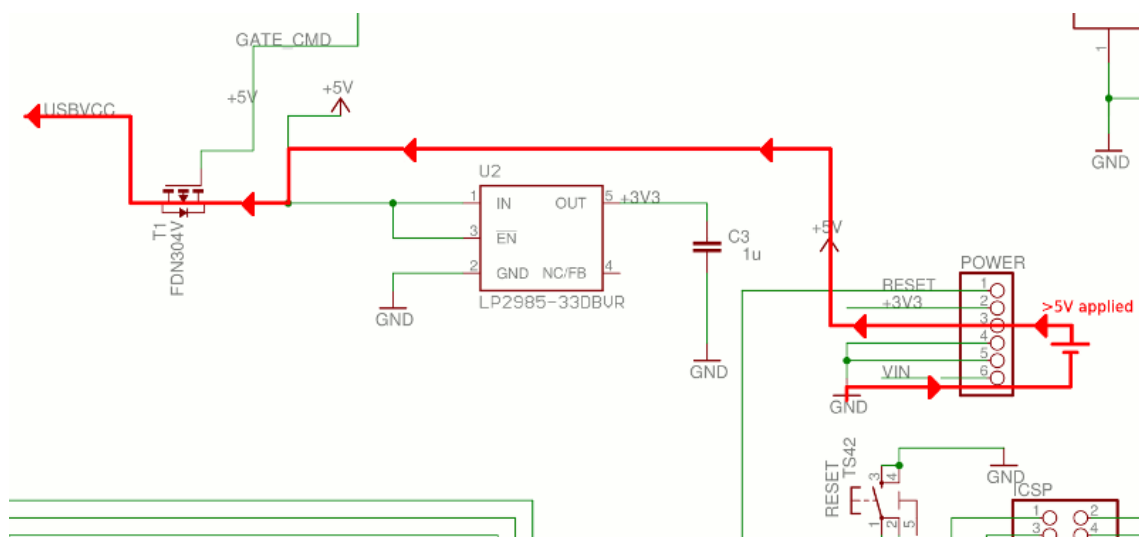 GATE_CMD
+5V
USBVCC
+5V
1
GND
U2
1 IN
OUT 5
+3V3
3 EN
2 GND
NC/FB 4
LP2985-33DBVR
GND
T1
FDN304V
C3
1u
GND
+5V
POWER
RESET 1
+3V3 2
3
>5V applied
4
5
VIN 6
GND
RESET
TS42
3 4
1 2 5
GND
ICSP
1 2
3 4